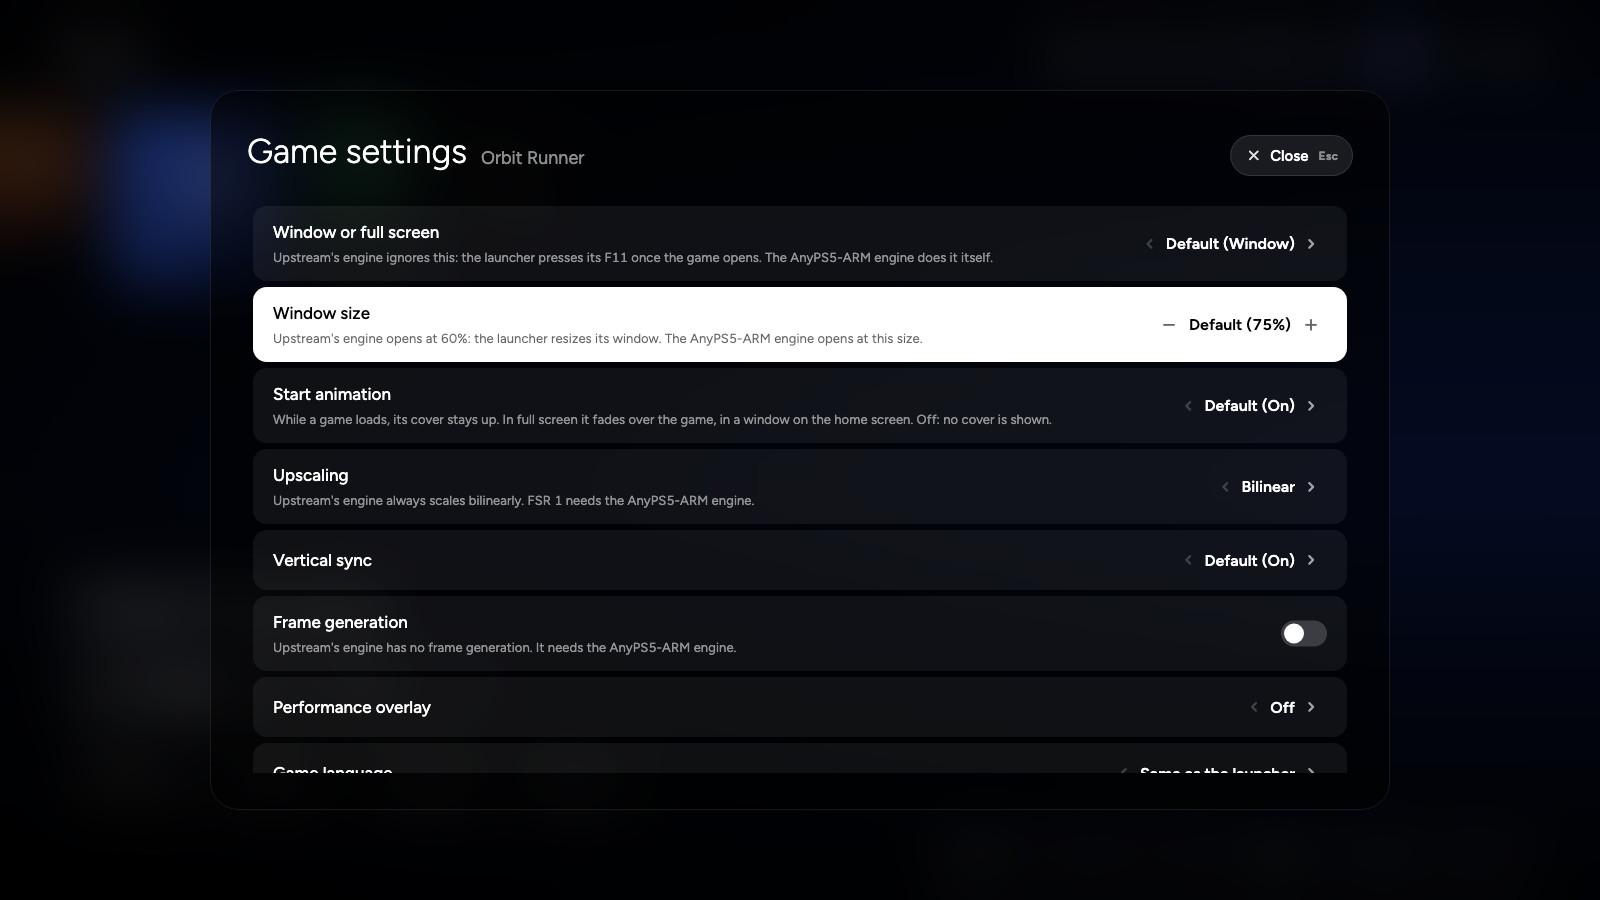 Game settings Orbit Runner
Close Esc
Window or full screen
Upstream's engine ignores this: the launcher presses its F11 once the game opens. The AnyPS5-ARM engine does it itself.
Default (Window)
Window size
Upstream's engine opens at 60%: the launcher resizes its window. The AnyPS5-ARM engine opens at this size.
Default (75%)
Start animation
While a game loads, its cover stays up. In full screen it fades over the game, in a window on the home screen. Off: no cover is shown.
Default (On)
Upscaling
Upstream's engine always scales bilinearly. FSR 1 needs the AnyPS5-ARM engine.
Bilinear
Vertical sync
Default (On)
Frame generation
Upstream's engine has no frame generation. It needs the AnyPS5-ARM engine.
Performance overlay
Off
Game language
Same as the launcher